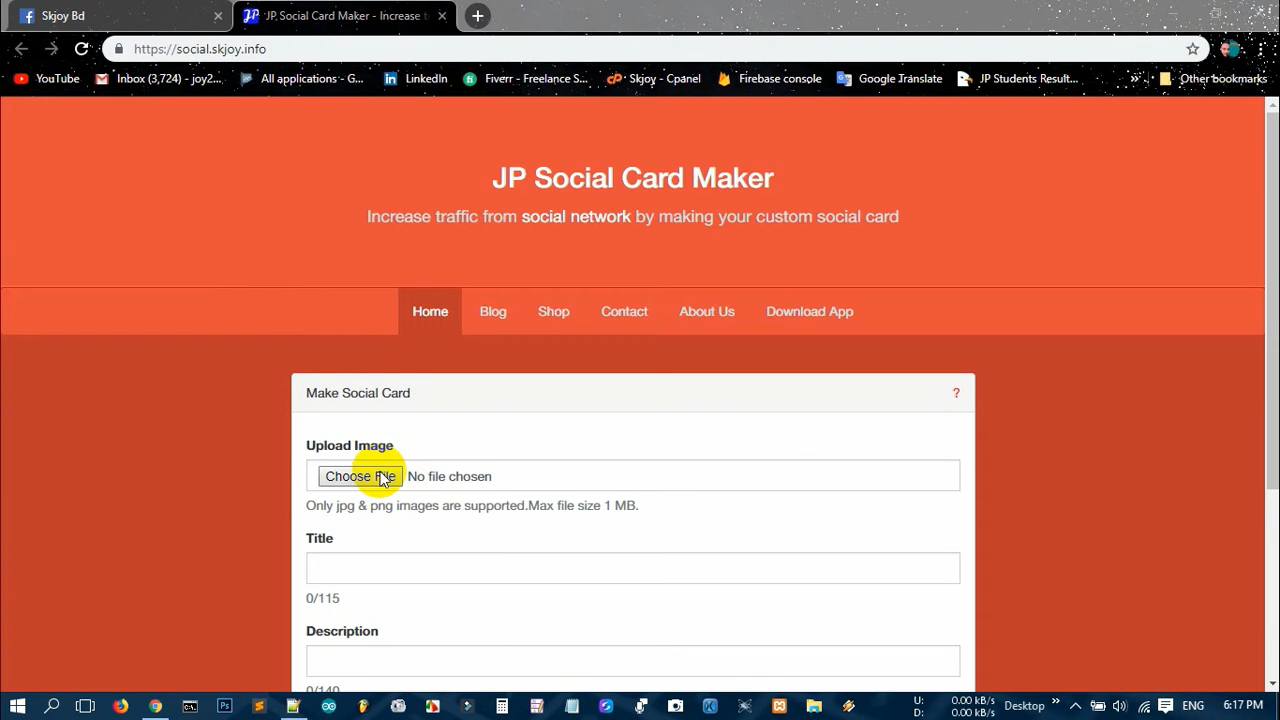 Skjoy Bd
JP Social Card Maker - Increase t
https://social.skjoy.info
YouTube
Inbox (3,724) - joy2...
All applications - G...
LinkedIn
Fiverr - Freelance S...
Skjoy - Cpanel
Firebase console
Google Translate
JP Students Result...
Other bookmarks
JP Social Card Maker
Increase traffic from social network by making your custom social card
Home
Blog
Shop
Contact
About Us
Download App
Make Social Card
?
Upload Image
Choose File No file chosen
Only jpg & png images are supported.Max file size 1 MB.
Title
0/115
Description
0/140
U: 0.00 kB/s
D: 0.00 kB/s
Desktop
ENG
6:17 PM